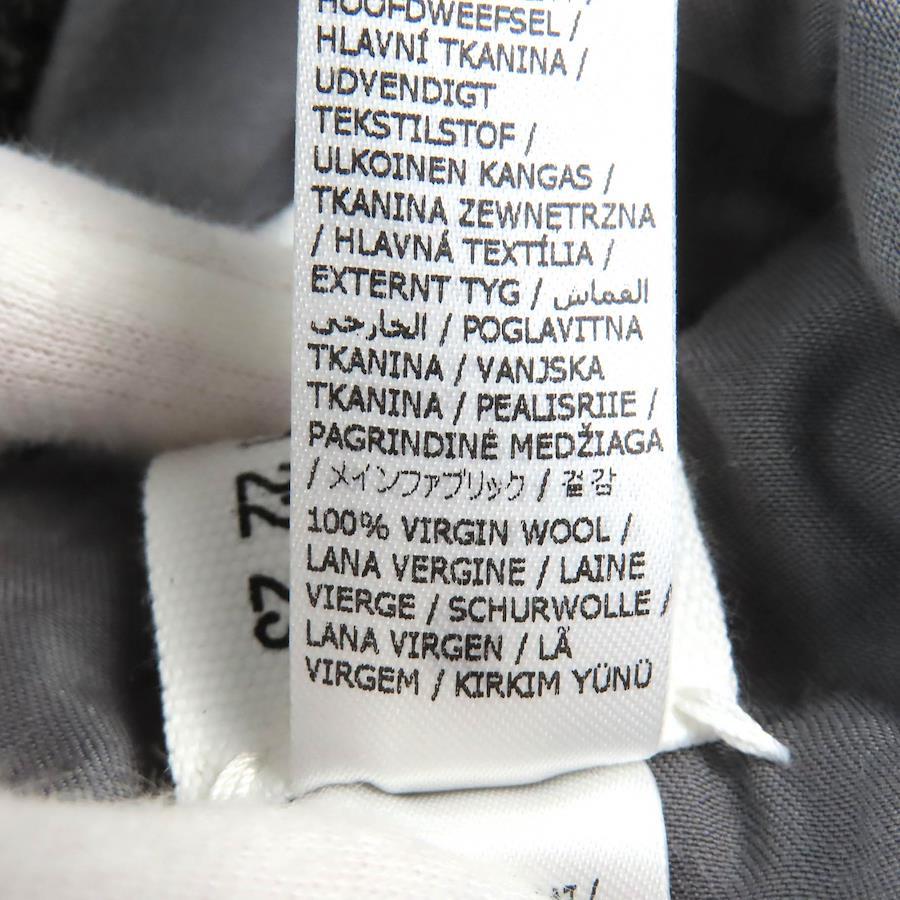 HOOFDWEEFSEL /
HLAVNÍ TKANINA /
UDVENDIGT
TEKSTILSTOF /
ULKOINEN KANGAS /
TKANINA ZEWNĘTRZNA
/ HLAVNÁ TEXTÍLIA /
EXTERNT TYG / القماش
الخارجي / POGLAVITNA
TKANINA / VANJSKA
TKANINA / PEALISRIIE /
PAGRINDINĖ MEDŽIAGA
/ メインファブリック / 겉감
100% VIRGIN WOOL /
LANA VERGINE / LAINE
VIERGE / SCHURWOLLE /
LANA VIRGEN / LÃ
VIRGEM / KIRKIM YÜNÜ